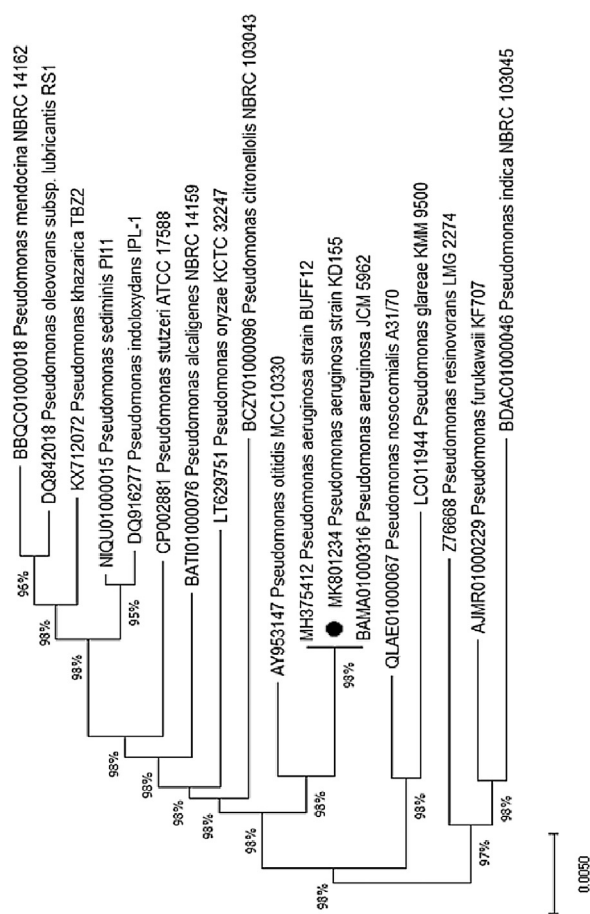 BBQC01000018 Pseudomonas mendocina NBRC 14162
DQ842018 Pseudomonas oleovorans subsp. lubricantis RS1
KX712072 Pseudomonas khazarica TBZ2
NIQU01000015 Pseudomonas sediminis PI11
DQ916277 Pseudomonas indoloxydans IPL-1
CP002881 Pseudomonas stutzeri ATCC 17588
BATI01000076 Pseudomonas alcaligenes NBRC 14159
LT629751 Pseudomonas oryzae KCTC 32247
BCZY01000096 Pseudomonas citronellolis NBRC 103043
AY953147 Pseudomonas otitidis MCC10330
MH375412 Pseudomonas aeruginosa strain BUFF12
MK801234 Pseudomonas aeruginosa strain KD155
BAMA01000316 Pseudomonas aeruginosa JCM 5962
QLAE01000067 Pseudomonas nosocomialis A31/70
LC011944 Pseudomonas glareae KMM 9500
Z76668 Pseudomonas resinovorans LMG 2274
AJMR01000229 Pseudomonas furukawaii KF707
BDAC01000046 Pseudomonas indica NBRC 103045
96%
98%
95%
98%
98%
98%
98%
98%
98%
98%
98%
98%
98%
97%
98%
0.0050